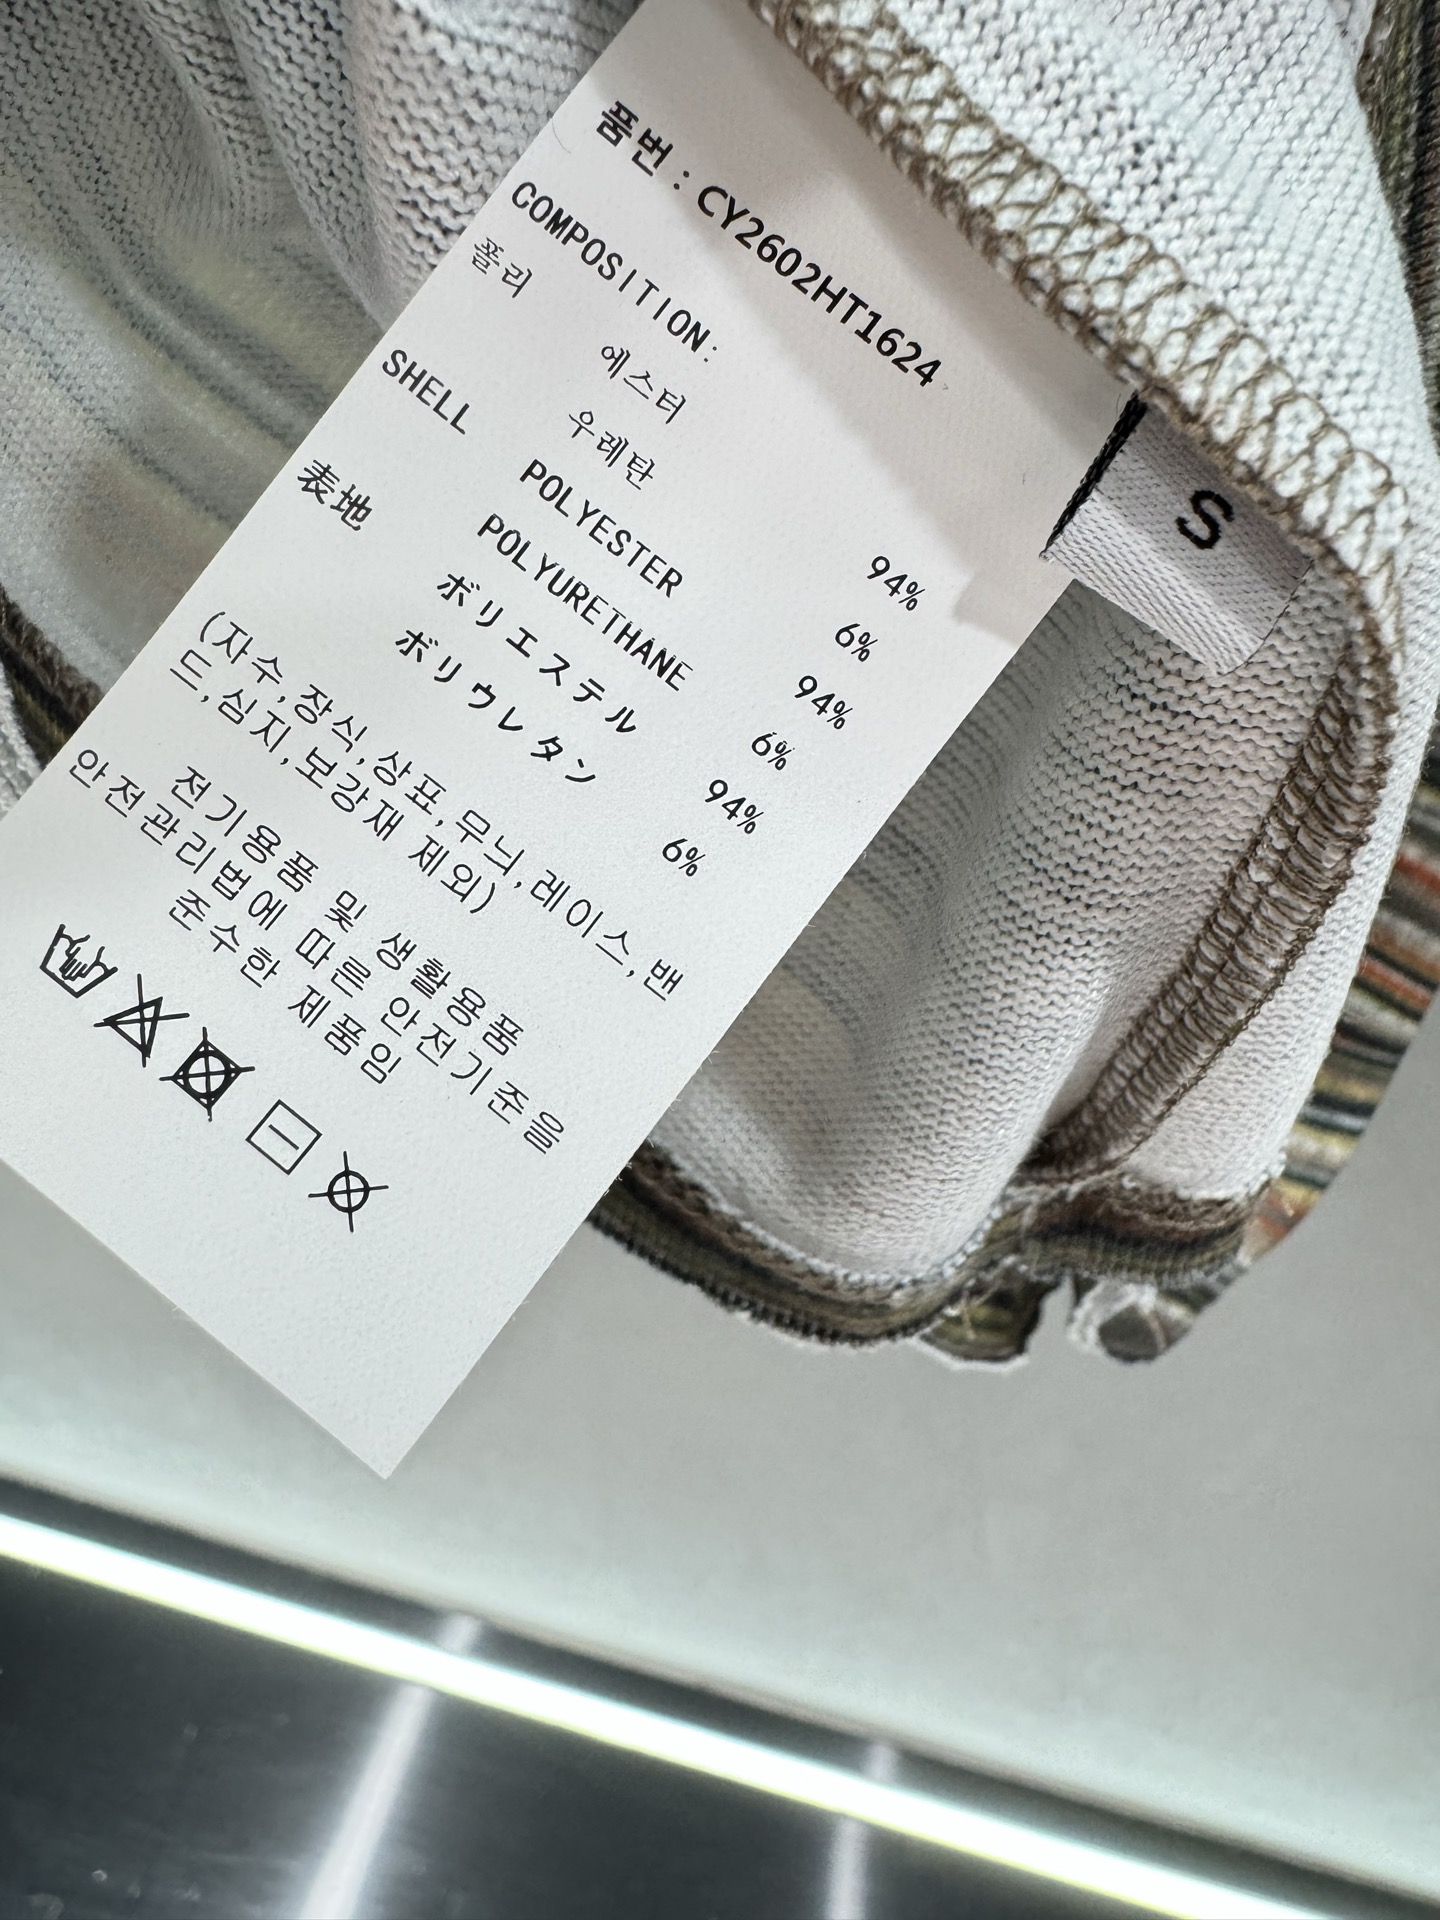 품번 : CY2602HT1624
COMPOSITION:
폴리 에스터 94%
우레탄 6%
SHELL POLYESTER 94%
POLYURETHANE 6%
表地 ポリエステル 94%
ポリウレタン 6%
(자수,장식,상표,무늬,레이스,밴
드,심지,보강재 제외)
전기용품 및 생활용품
안전관리법에 따른 안전기준을
준수한 제품임
S